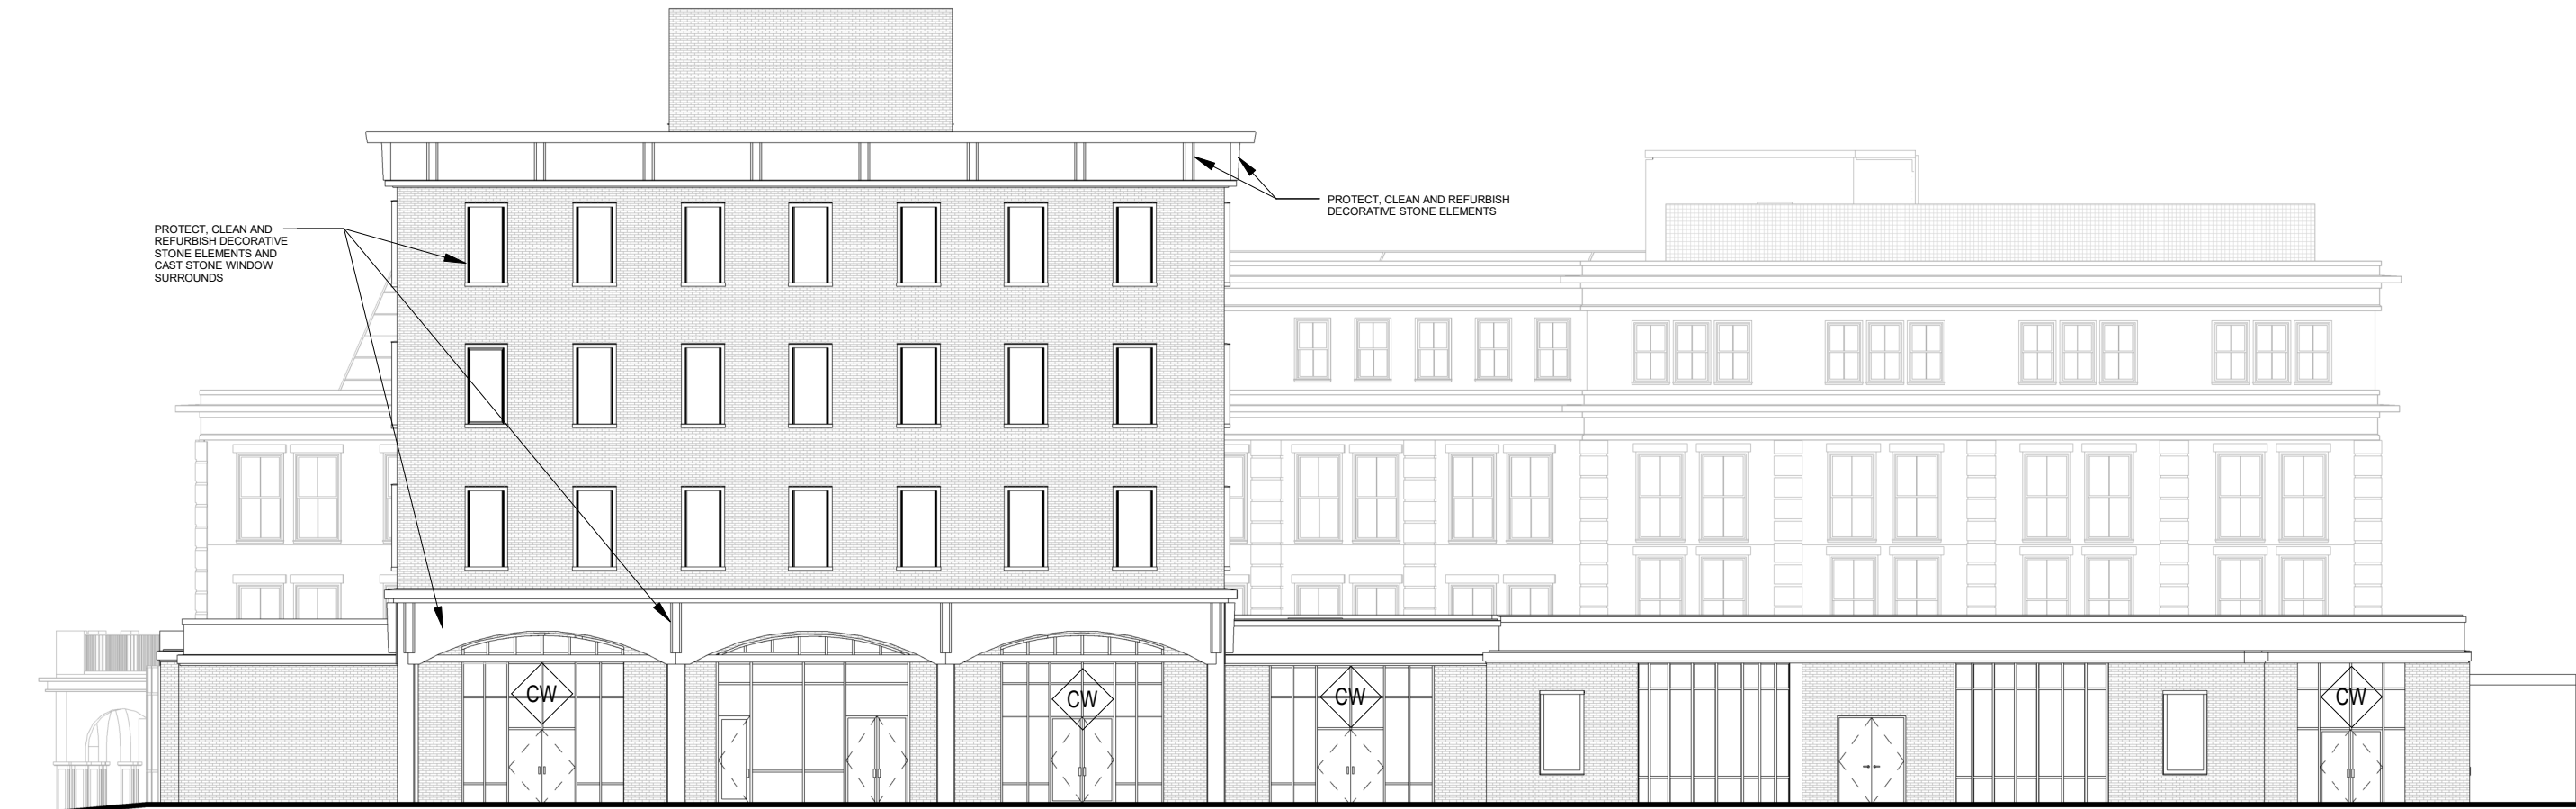 PROTECT, CLEAN AND
REFURBISH DECORATIVE
STONE ELEMENTS AND
CAST STONE WINDOW
SURROUNDS
PROTECT, CLEAN AND REFURBISH
DECORATIVE STONE ELEMENTS
CW
CW
CW
CW